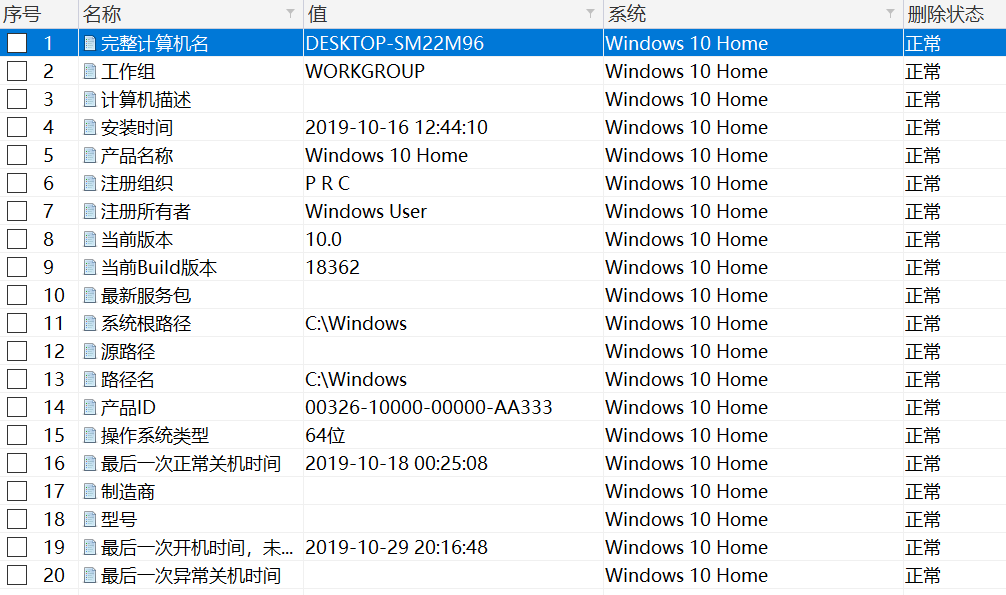 序号 名称 值 系统 删除状态
1 完整计算机名 DESKTOP-SM22M96 Windows 10 Home 正常
2 工作组 WORKGROUP Windows 10 Home 正常
3 计算机描述 Windows 10 Home 正常
4 安装时间 2019-10-16 12:44:10 Windows 10 Home 正常
5 产品名称 Windows 10 Home Windows 10 Home 正常
6 注册组织 P R C Windows 10 Home 正常
7 注册所有者 Windows User Windows 10 Home 正常
8 当前版本 10.0 Windows 10 Home 正常
9 当前Build版本 18362 Windows 10 Home 正常
10 最新服务包 Windows 10 Home 正常
11 系统根路径 C:\Windows Windows 10 Home 正常
12 源路径 Windows 10 Home 正常
13 路径名 C:\Windows Windows 10 Home 正常
14 产品ID 00326-10000-00000-AA333 Windows 10 Home 正常
15 操作系统类型 64位 Windows 10 Home 正常
16 最后一次正常关机时间 2019-10-18 00:25:08 Windows 10 Home 正常
17 制造商 Windows 10 Home 正常
18 型号 Windows 10 Home 正常
19 最后一次开机时间，未... 2019-10-29 20:16:48 Windows 10 Home 正常
20 最后一次异常关机时间 Windows 10 Home 正常